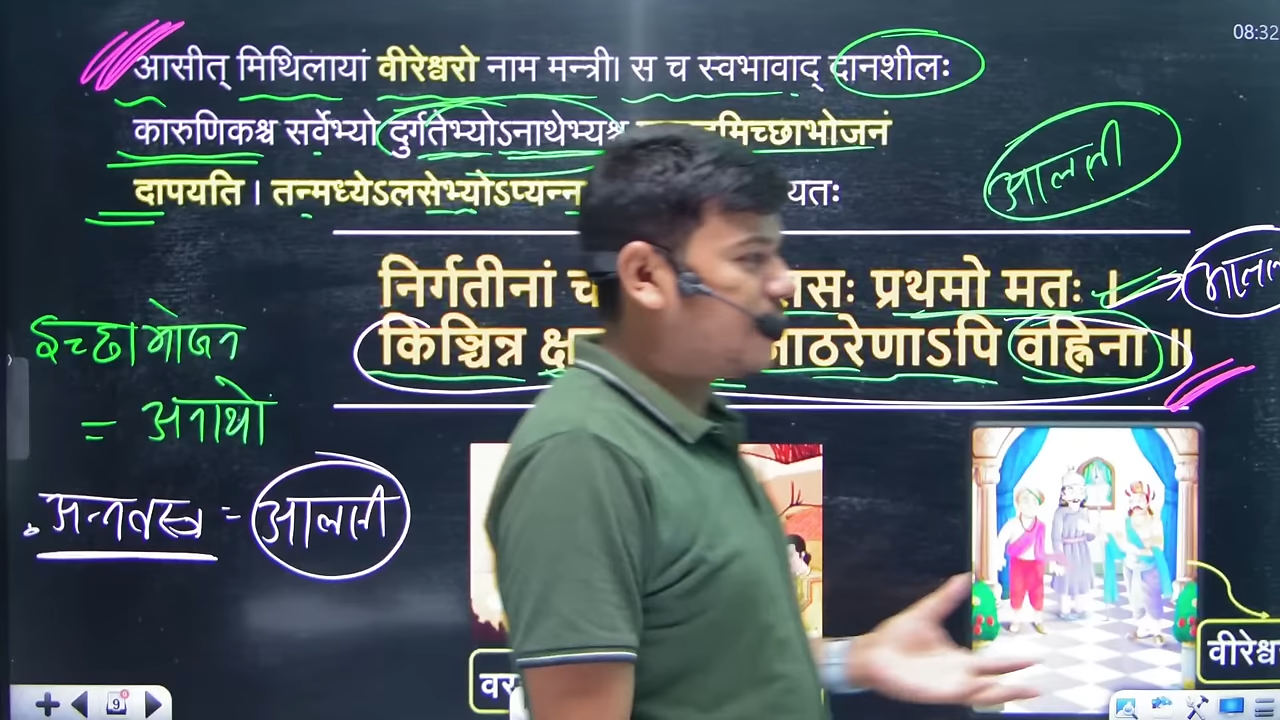 08:32
आसीत् मिथिलायां वीरेश्वरो नाम मन्त्री। स च स्वभावाद् दानशीलः
कारुणिकश्च सर्वेभ्यो दुर्गतेभ्योऽनाथेभ्यश्च
दापयति । तन्मध्येऽलसेभ्योऽप्यन्न यतः
आलसी
निर्गतीनां प्रथमो मतः ।
किञ्चिन्न जाठरेणाऽपि वह्निना ॥
इच्छा भोजन
= अनाथो
अन्नवस्त्र = आलसी
9